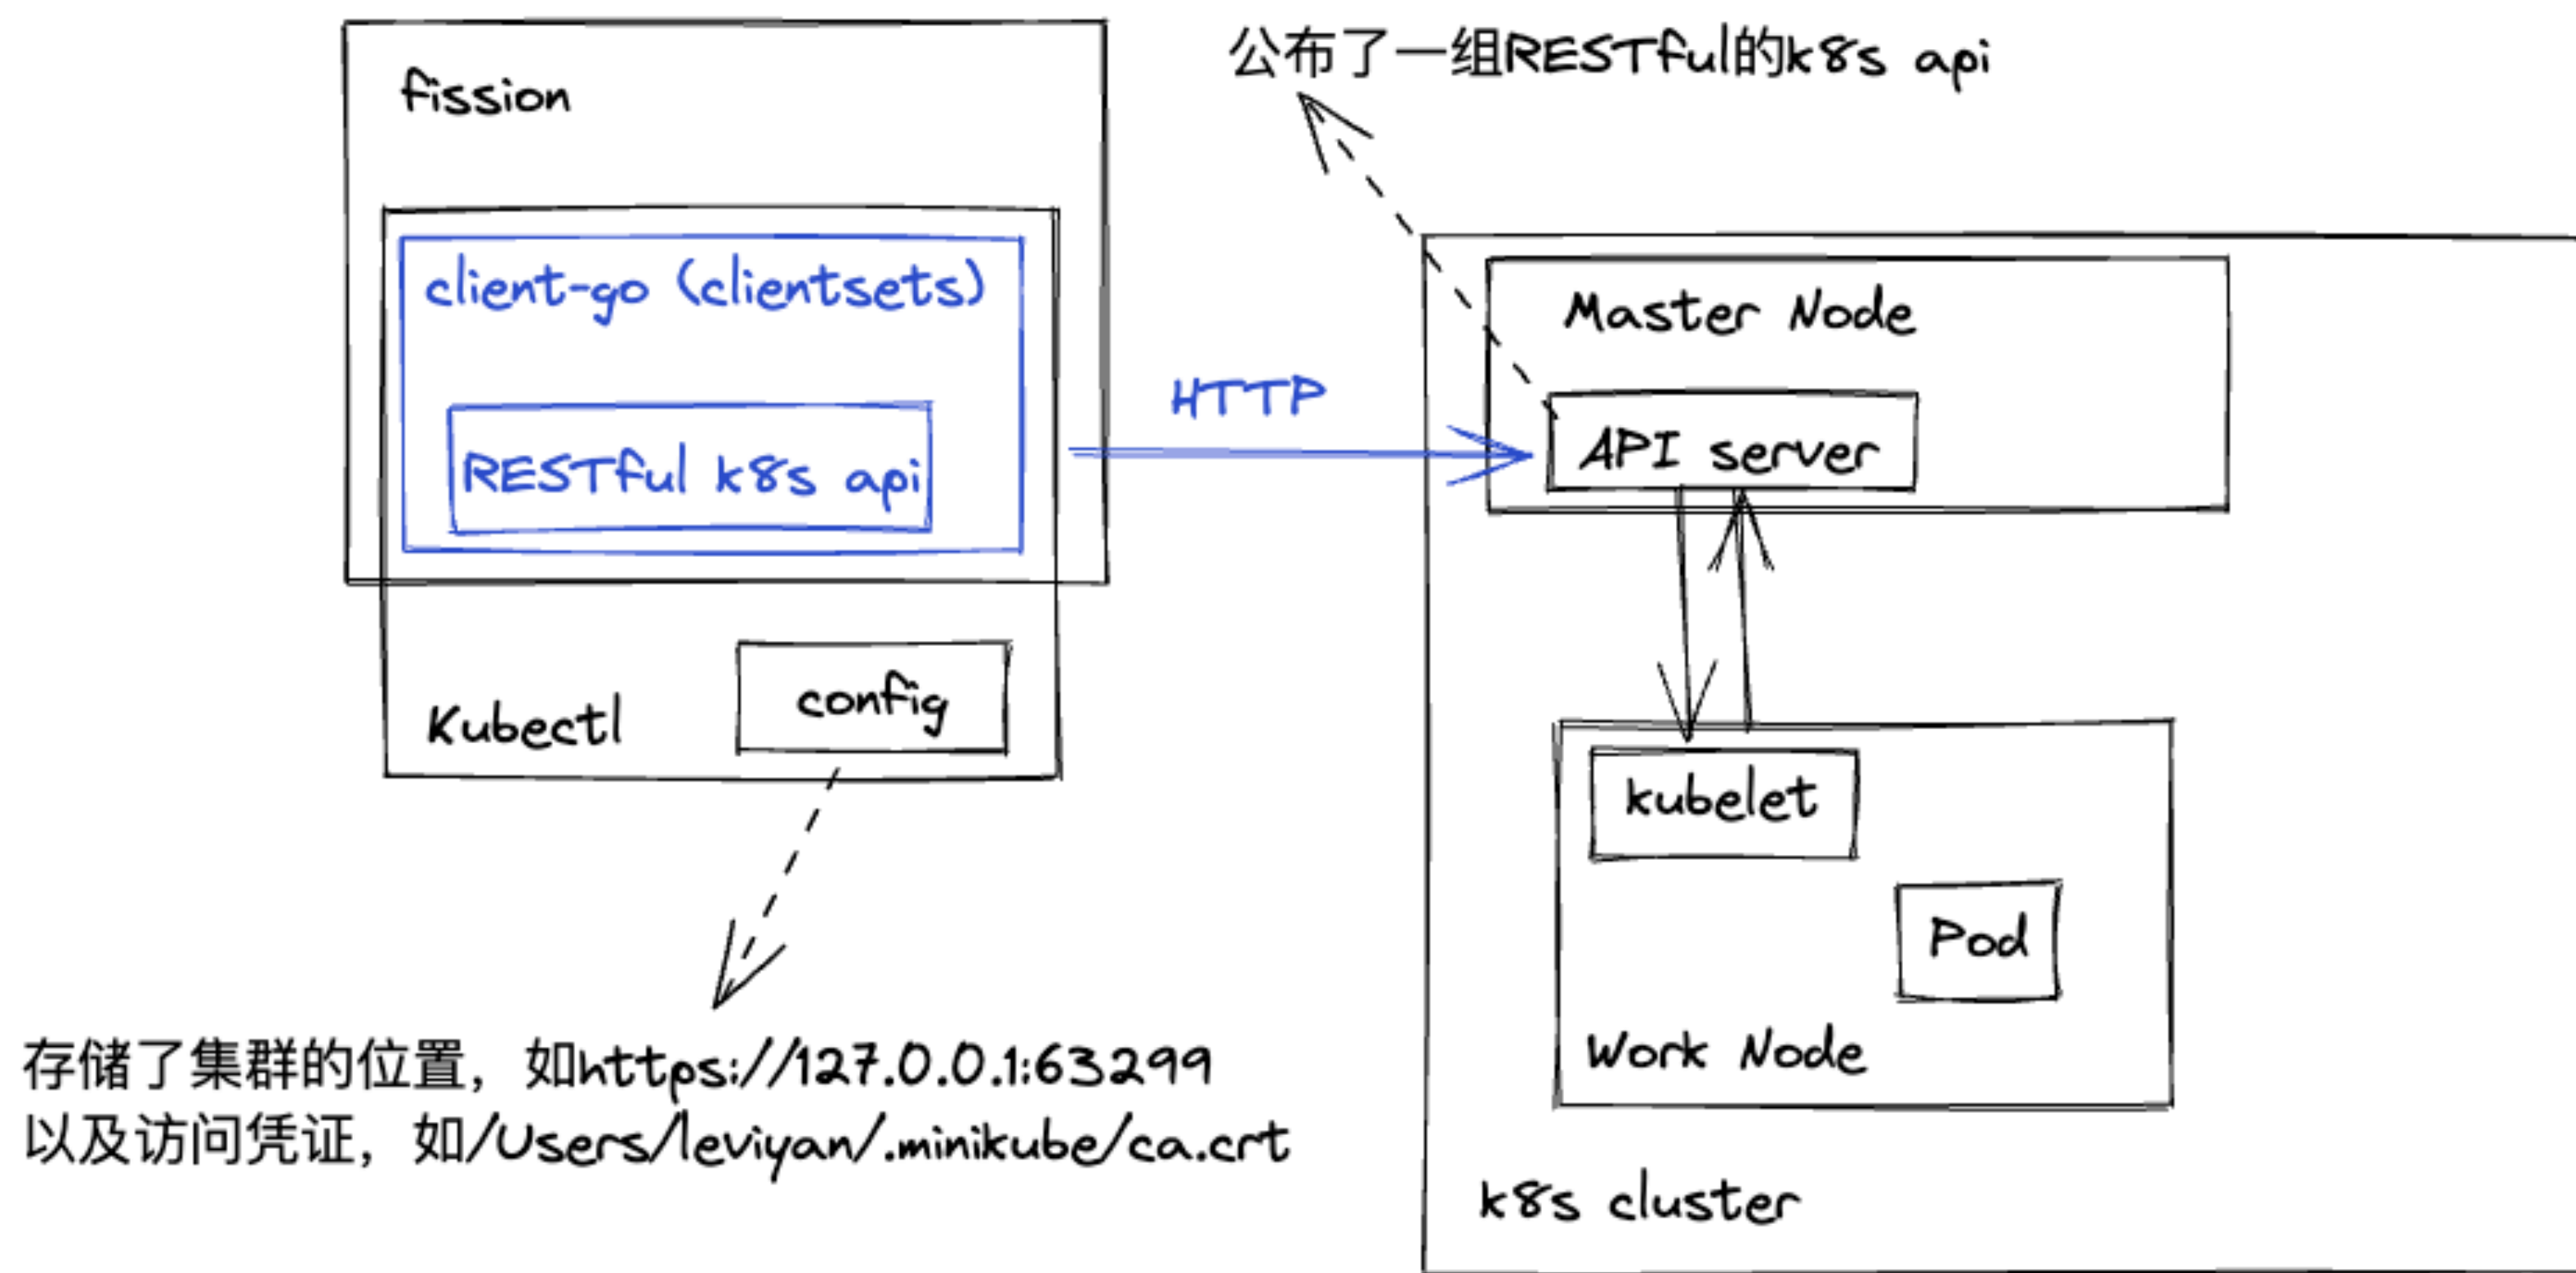 fission
公布了一组RESTful的k8s api
client-go (clientsets)
Master Node
HTTP
RESTful k8s api
API server
Kubectl
config
kubelet
Pod
Work Node
存储了集群的位置，如https://127.0.0.1:63299
以及访问凭证，如/Users/leviyan/.minikube/ca.crt
k8s cluster